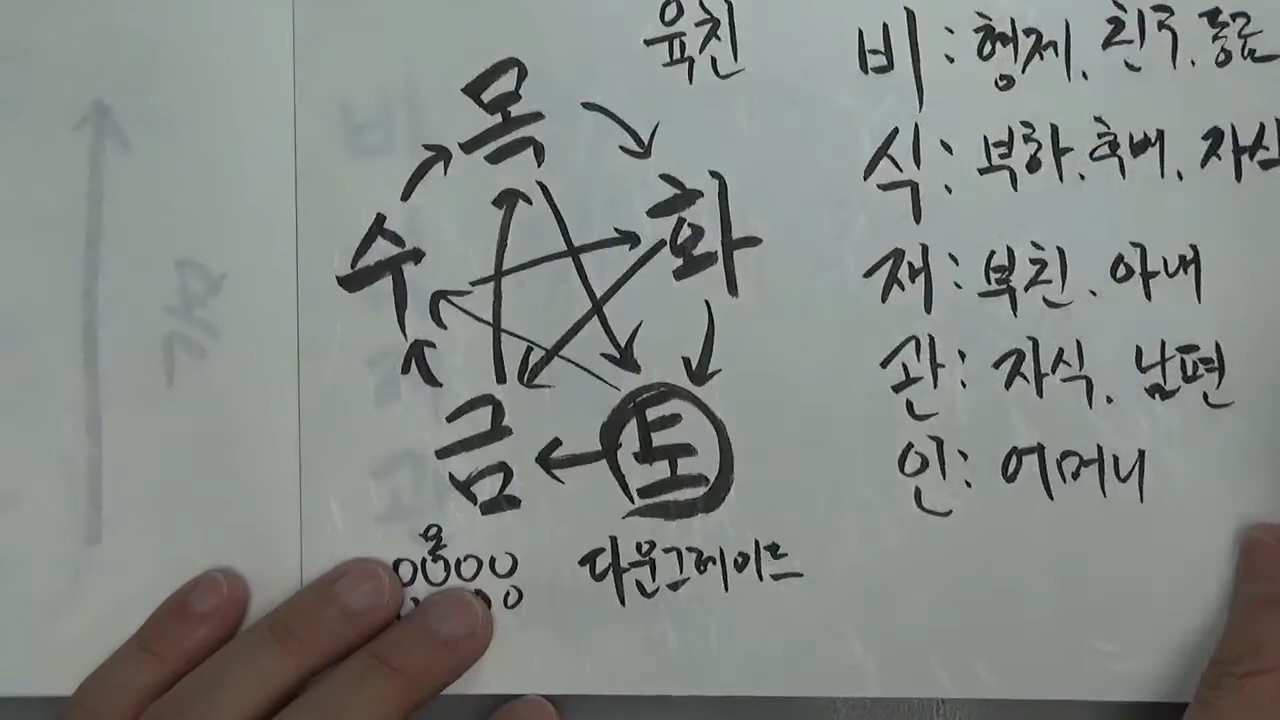 육친
목
화
수
금
토
용
다운그레이드
비 : 형제. 친구. 동료
식 : 부하. 후배. 자식
재 : 부친. 아내
관 : 자식. 남편
인 : 어머니